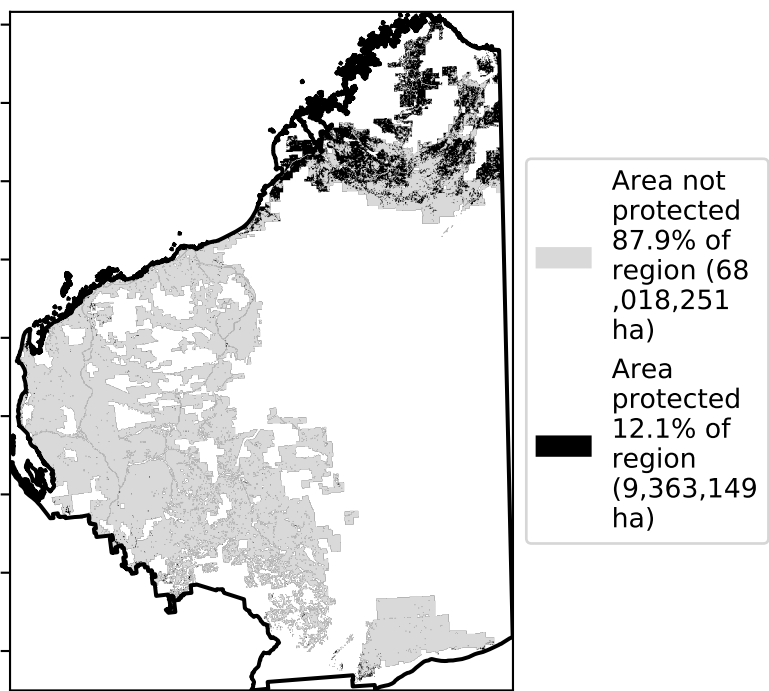 Area not
protected
87.9% of
region (68
,018,251
ha)
Area
protected
12.1% of
region
(9,363,149
ha)